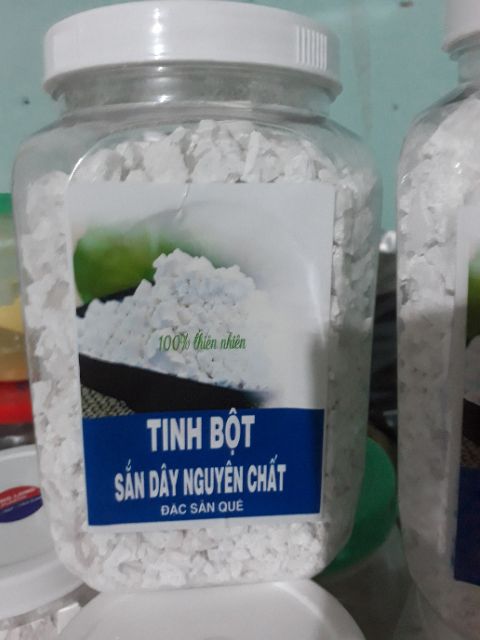 100% thiên nhiên
TINH BỘT
SẮN DÂY NGUYÊN CHẤT
ĐẶC SẢN QUÊ